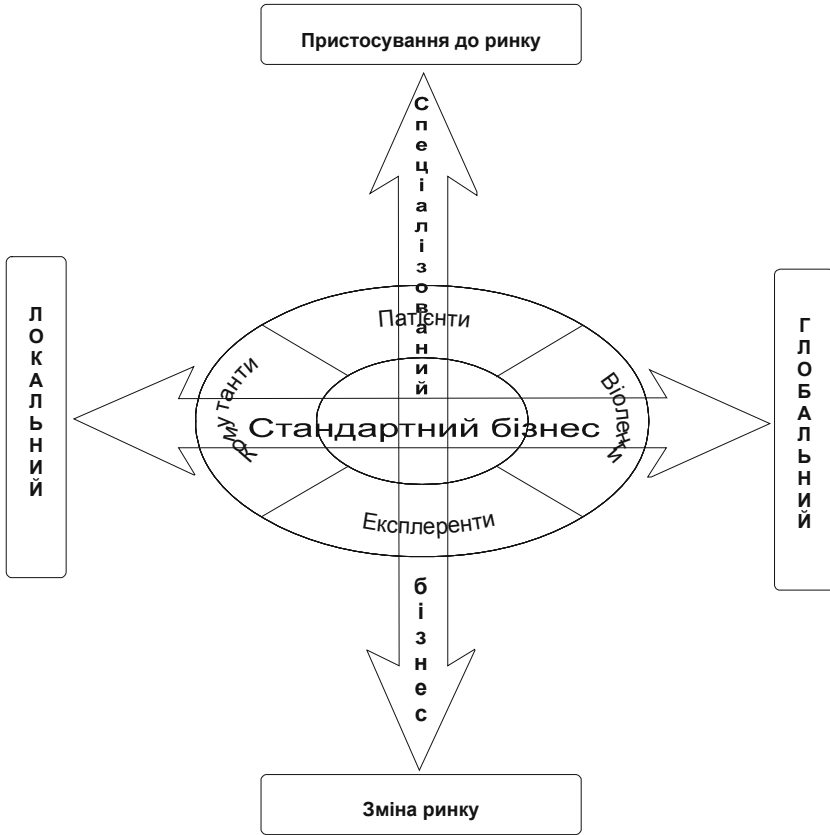 Пристосування до ринку
Спеціалізований
Патієнти
ЛОКАЛЬНИЙ
Комутанти
Віоленти
ГЛОБАЛЬНИЙ
Стандартний бізнес
Експлеренти
бізнес
Зміна ринку